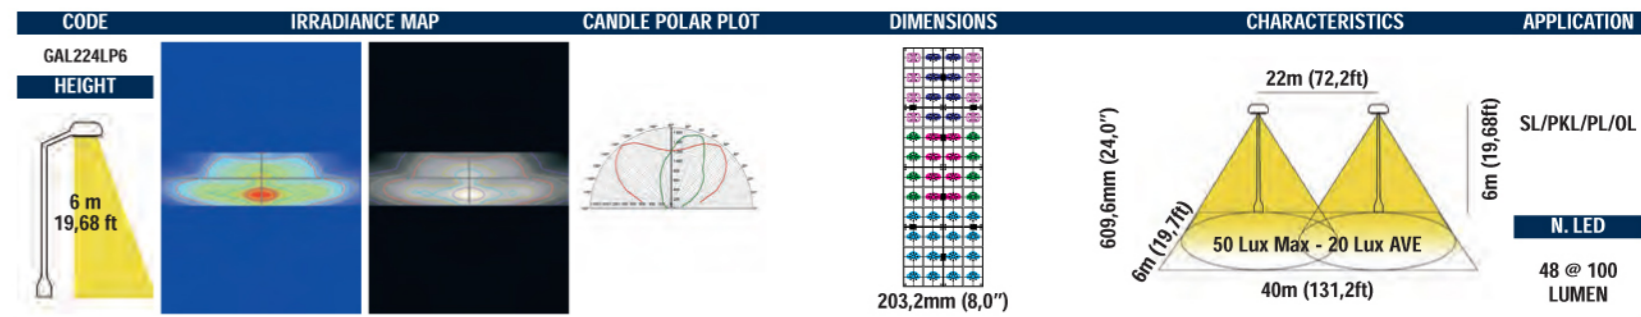 CODE
IRRADIANCE MAP
CANDLE POLAR PLOT
DIMENSIONS
CHARACTERISTICS
APPLICATION
GAL224LP6
HEIGHT
6 m
19,68 ft
203,2mm (8,0")
609,6mm (24,0")
22m (72,2ft)
6m (19,68ft)
6m (19,7ft)
50 Lux Max - 20 Lux AVE
40m (131,2ft)
SL/PKL/PL/OL
N. LED
48 @ 100
LUMEN